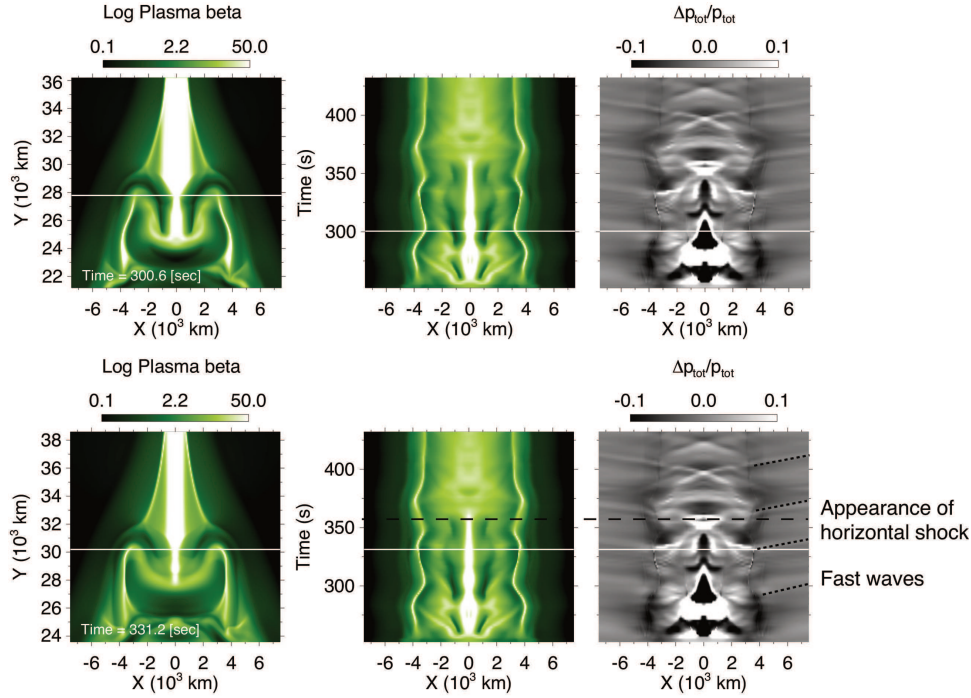 Log Plasma beta
0.1 2.2 50.0
Δp_tot/p_tot
-0.1 0.0 0.1
Y (10³ km)
36
34
32
30
28
26
24
22
Time = 300.6 [sec]
-6 -4 -2 0 2 4 6
X (10³ km)
Time (s)
400
350
300
-6 -4 -2 0 2 4 6
X (10³ km)
-6 -4 -2 0 2 4 6
X (10³ km)
Log Plasma beta
0.1 2.2 50.0
Δp_tot/p_tot
-0.1 0.0 0.1
Y (10³ km)
38
36
34
32
30
28
26
24
Time = 331.2 [sec]
-6 -4 -2 0 2 4 6
X (10³ km)
Time (s)
400
350
300
-6 -4 -2 0 2 4 6
X (10³ km)
-6 -4 -2 0 2 4 6
X (10³ km)
Appearance of
horizontal shock
Fast waves